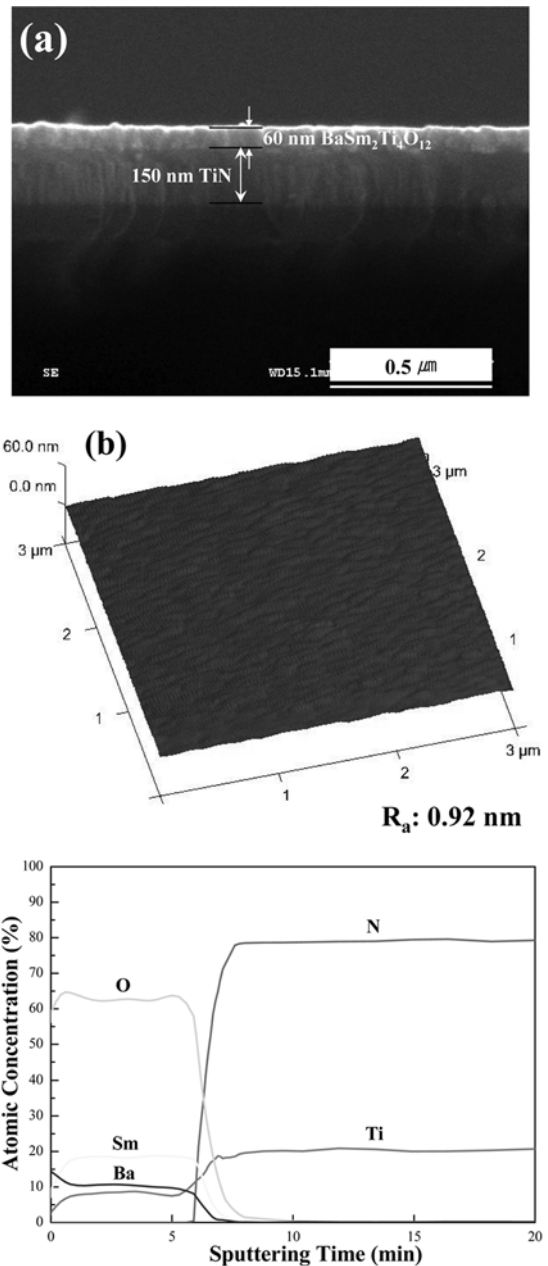 (a)
60 nm BaSm₂Ti₄O₁₂
150 nm TiN
SE
WD15.1mm
0.5 μm
(b)
60.0 nm
0.0 nm
3 μm
2
1
3 μm
2
1
1
2
3 μm
Rₐ: 0.92 nm
Atomic Concentration (%)
100
90
80
70
60
50
40
30
20
10
0
N
O
Ti
Sm
Ba
0
5
10
15
20
Sputtering Time (min)